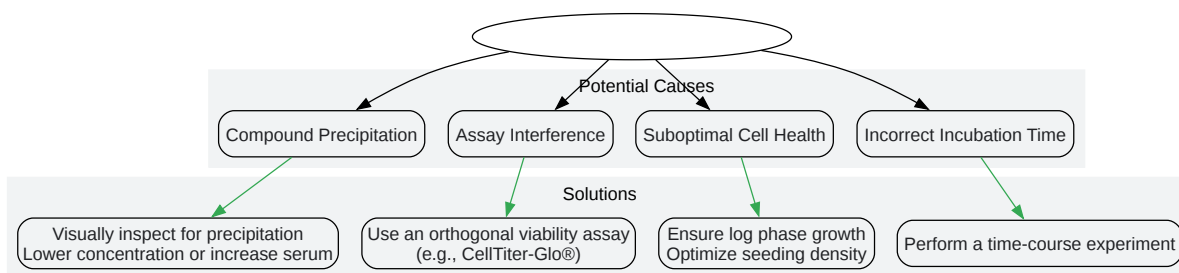 Potential Causes
Compound Precipitation
Assay Interference
Suboptimal Cell Health
Incorrect Incubation Time
Solutions
Visually inspect for precipitation
Lower concentration or increase serum
Use an orthogonal viability assay
(e.g., CellTiter-Glo®)
Ensure log phase growth
Optimize seeding density
Perform a time-course experiment